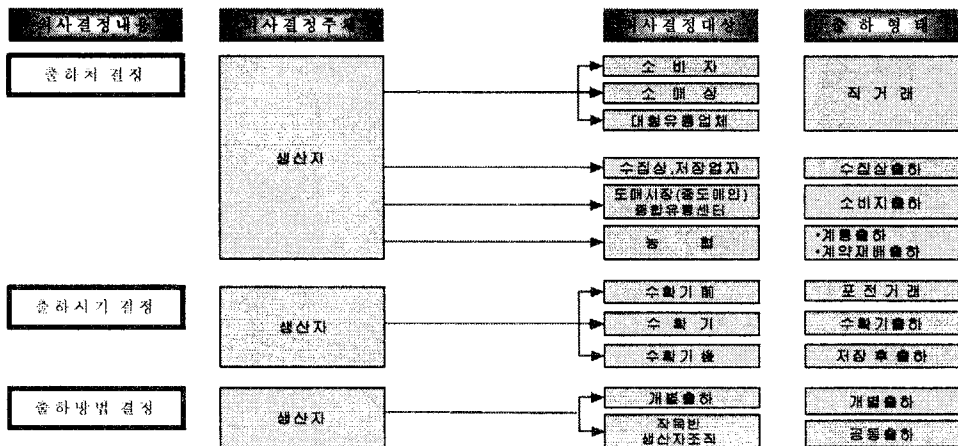 의사결정내용
의사결정주체
의사결정대상
출하형태
출하처 결정
생산자
소 비 자
소 매 상
대형유통업체
직 거 래
수집상,저장업자
수집상출하
도매시장(중도매인)
종합유통센터
소비지출하
농 협
·계통출하
·계약재배출하
출하시기 결정
생산자
수확기前
포전거래
수 확 기
수확기출하
수확기後
저장 후 출하
출하방법 결정
생산자
개별출하
개별출하
작목반
생산자조직
공동출하